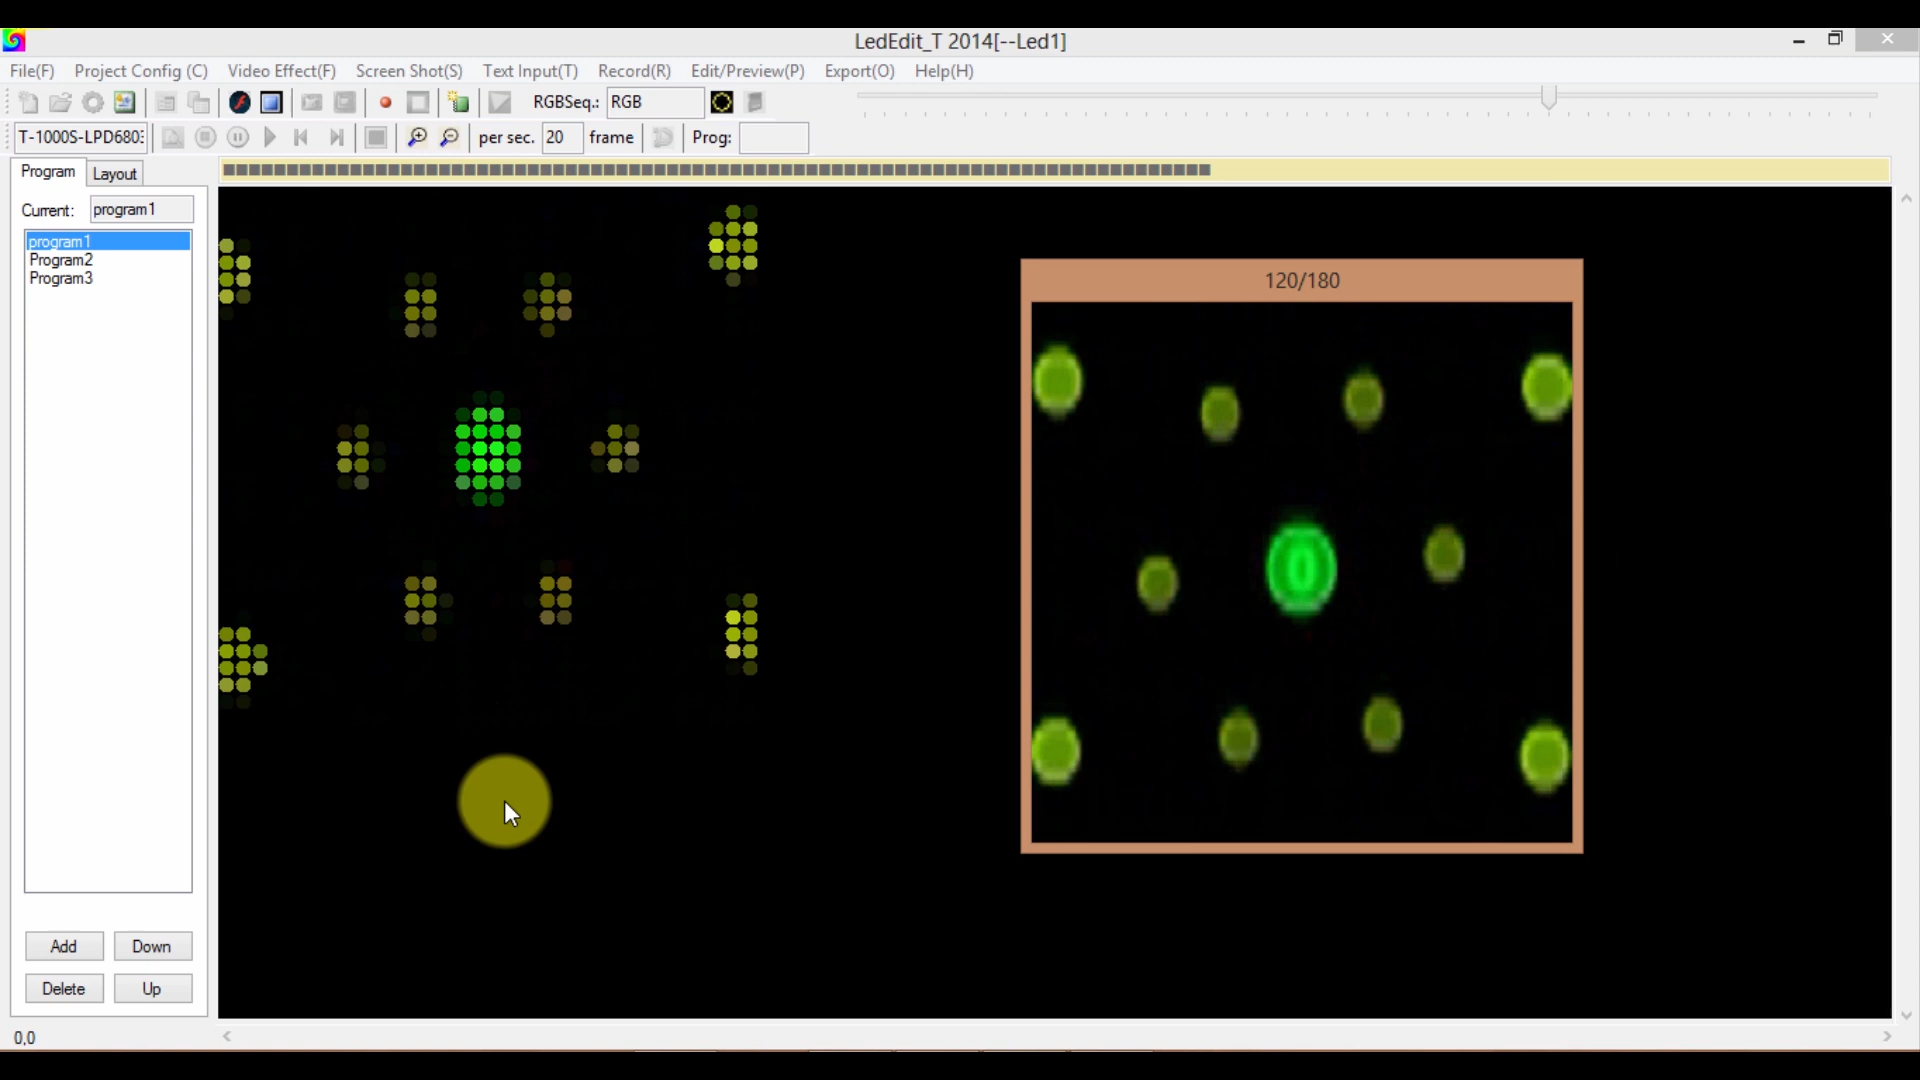 LedEdit_T 2014[--Led1]
File(F) Project Config (C) Video Effect(F) Screen Shot(S) Text Input(T) Record(R) Edit/Preview(P) Export(O) Help(H)
RGBSeq.: RGB
T-1000S-LPD680 per sec. 20 frame Prog:
Program Layout
Current: program1
program1
Program2
Program3
120/180
Add Down
Delete Up
0,0